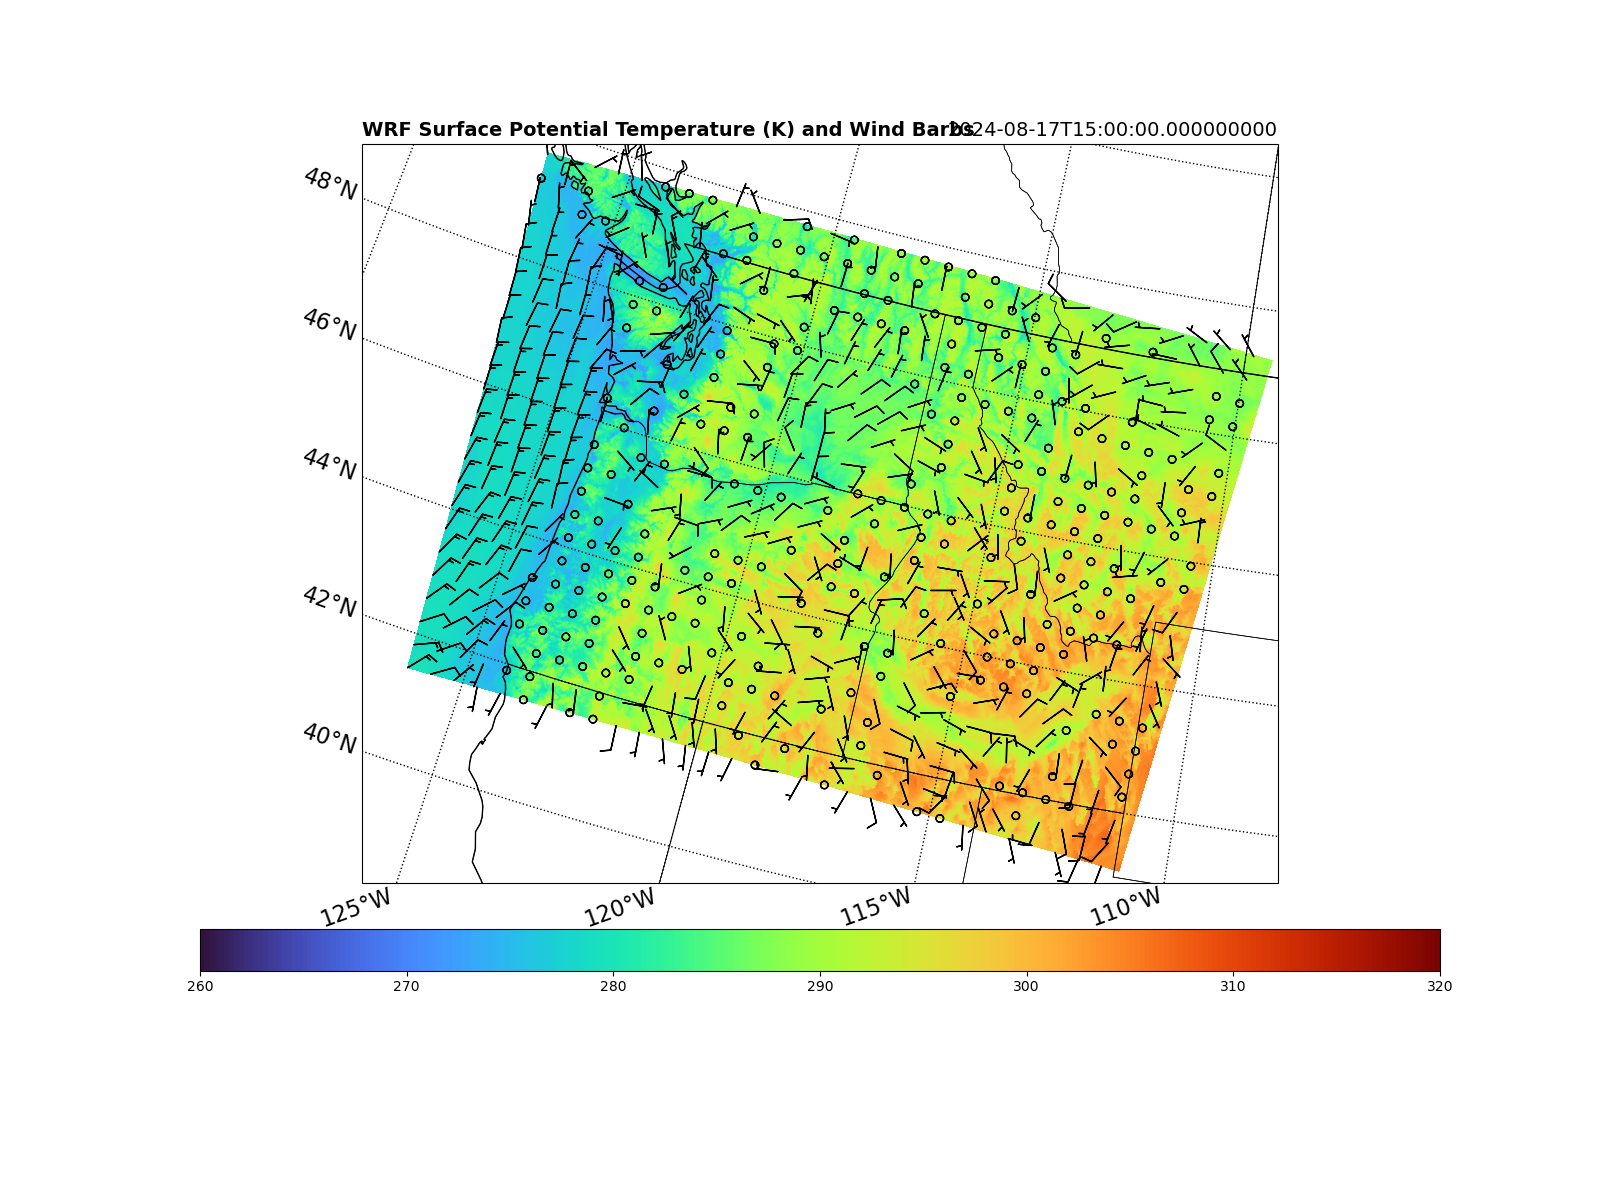 WRF Surface Potential Temperature (K) and Wind Barbs 2024-08-17T15:00:00.000000000
48°N
46°N
44°N
42°N
40°N
125°W 120°W 115°W 110°W
260 270 280 290 300 310 320